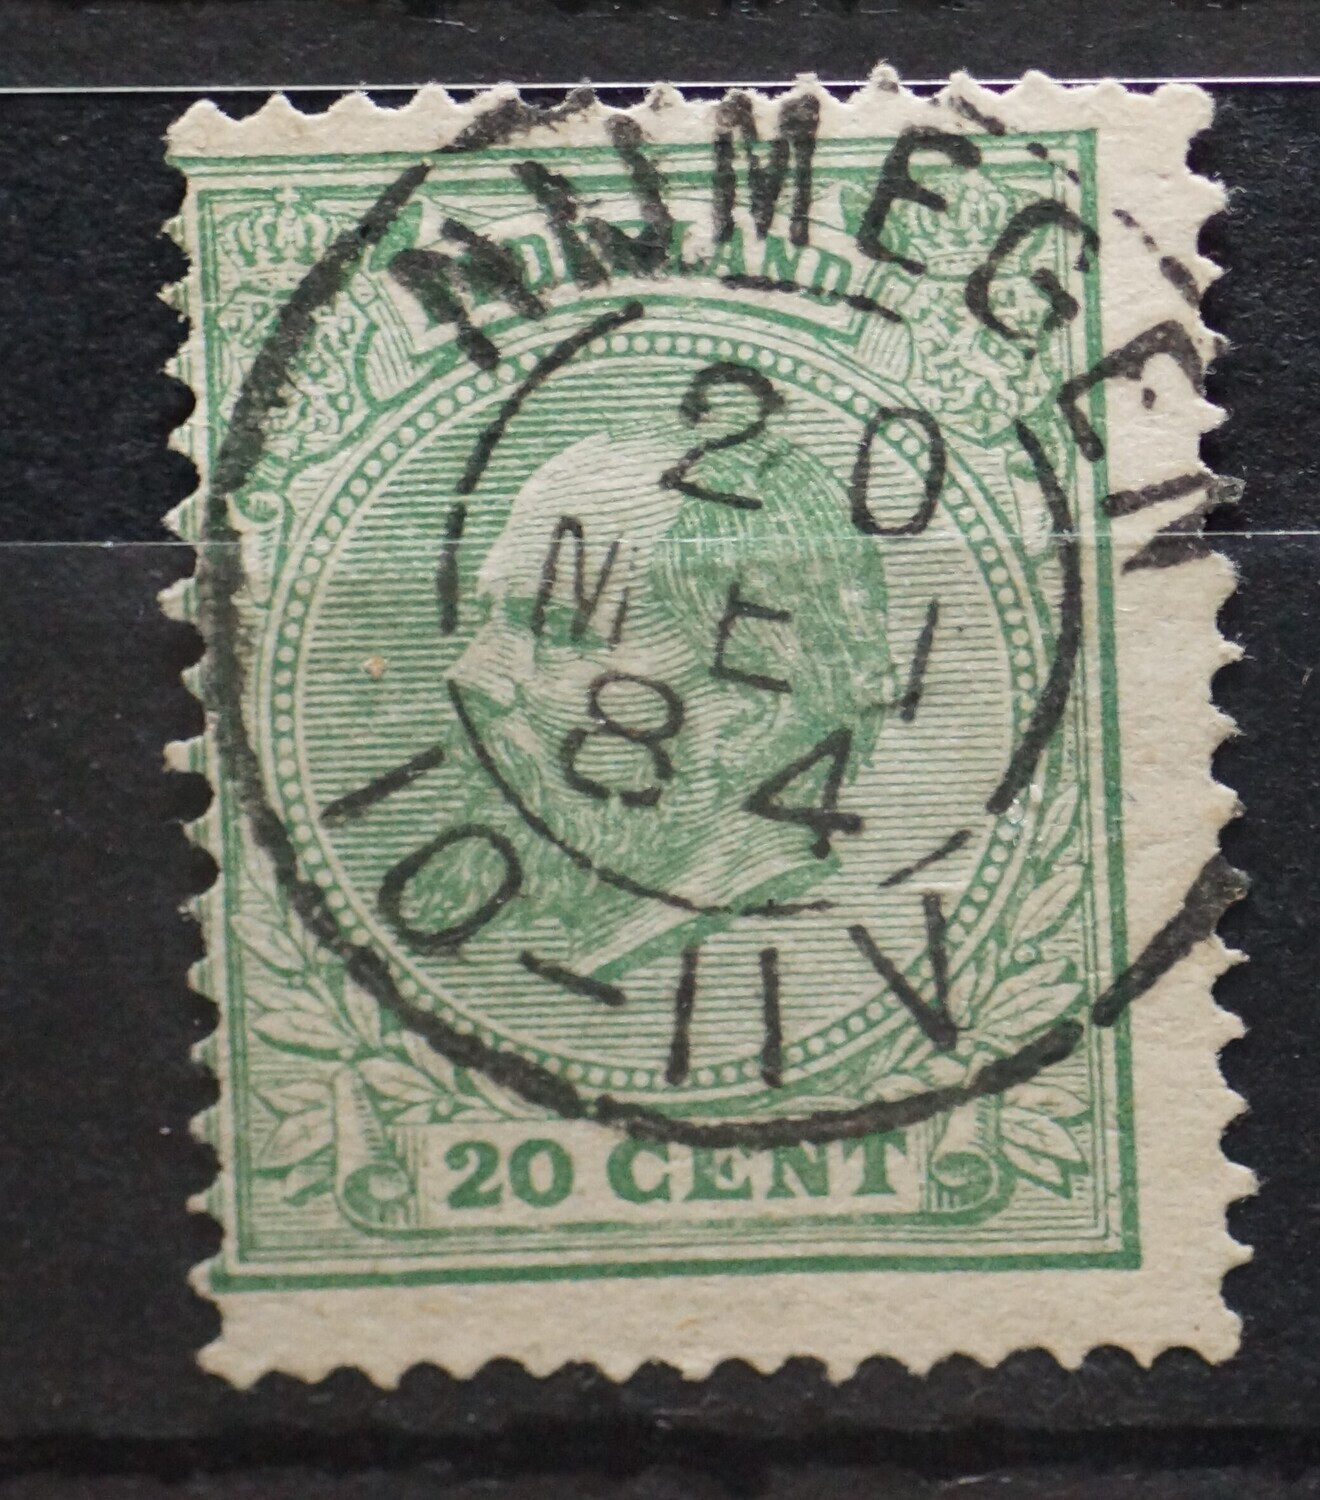 NIJMEGEN
NEDERLAND
20
MEI
84
10-11V
20 CENT